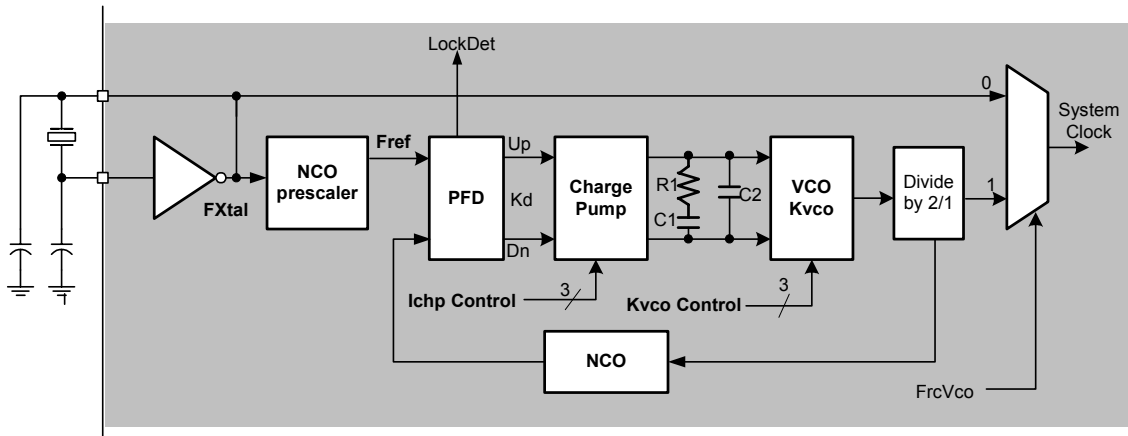 LockDet
0
System
Clock
Fref
Up
NCO
prescaler
PFD
Kd
Charge
Pump
R1
C1
C2
VCO
Kvco
Divide
by 2/1
1
FXtal
Dn
Ichp Control
3
Kvco Control
3
NCO
FrcVco